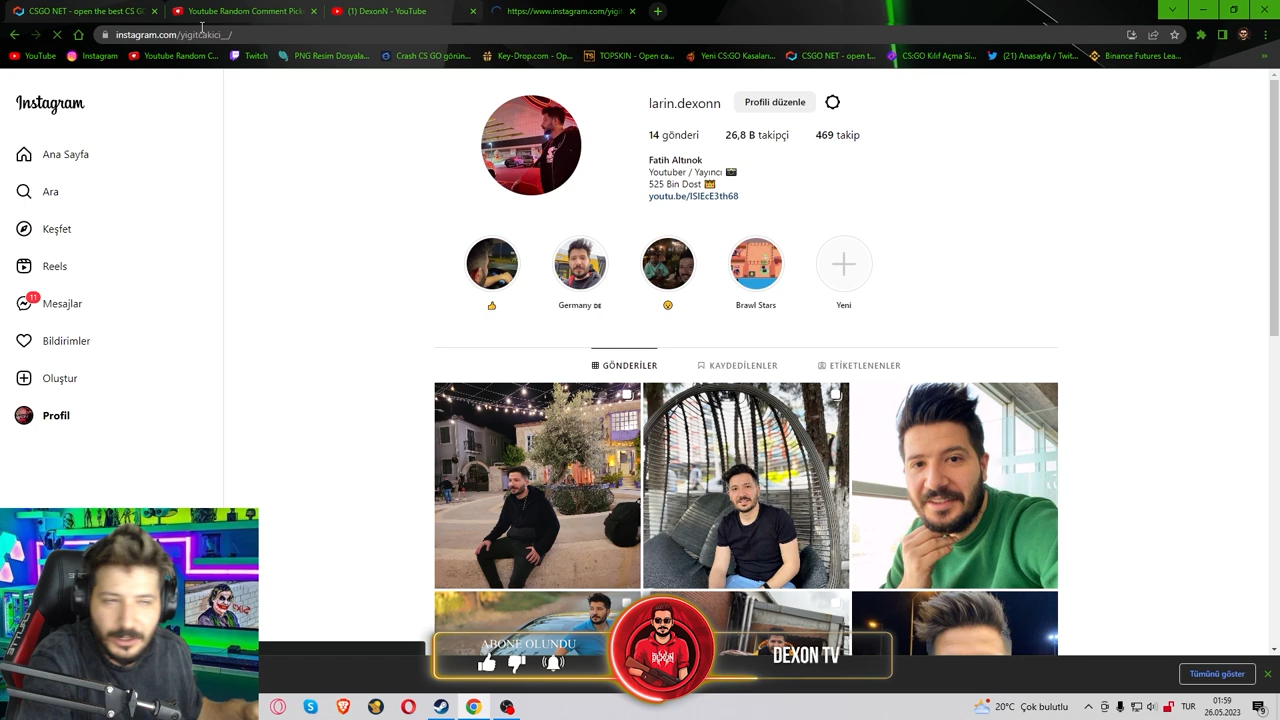 CSGO NET - open the best CS G
Youtube Random Comment Pick
(1) DexonN - YouTube
https://www.instagram.com/yigit
YouTube
Instagram
Youtube Random C...
Twitch
PNG Resim Dosyala...
Crash CS GO görün...
Key-Drop.com - Op...
TOPSKIN - Open ca...
Yeni CS:GO Kasaları...
CSGO NET - open t...
CS:GO Kılıf Açma Si...
(21) Anasayfa / Twit...
Binance Futures Lea...
Instagram
Ana Sayfa
Ara
Keşfet
Reels
11
Mesajlar
Bildirimler
Oluştur
Profil
larin.dexonn
Profili düzenle
14 gönderi
26,8 B takipçi
469 takip
Fatih Altınok
Youtuber / Yayıncı
525 Bin Dost
youtu.be/ISIEcE3th68
Germany DE
Brawl Stars
Yeni
GÖNDERİLER
KAYDEDİLENLER
ETİKETLENENLER
ABONE OLUNDU
DEXON TV
Tümünü göster
20°C Çok bulutlu
TUR
01:59
26.05.2023
9